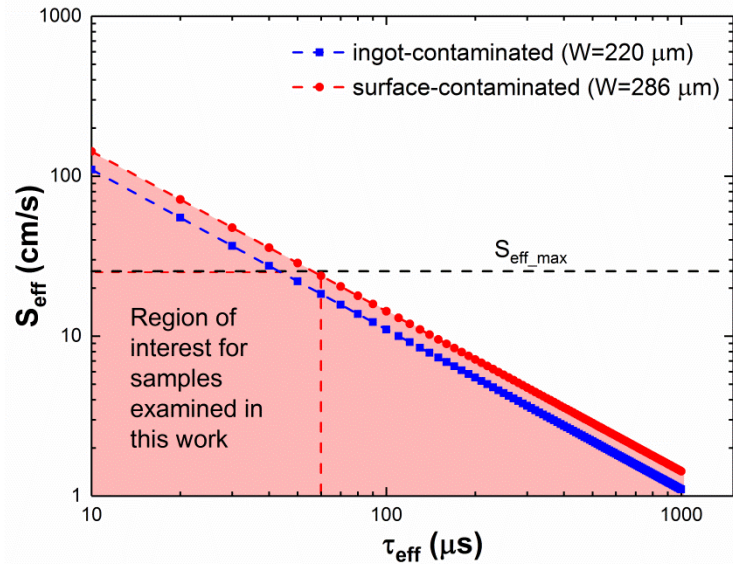 1000
100
10
1
S_eff (cm/s)
ingot-contaminated (W=220 μm)
surface-contaminated (W=286 μm)
S_eff_max
Region of
interest for
samples
examined in
this work
10
100
1000
τ_eff (μs)